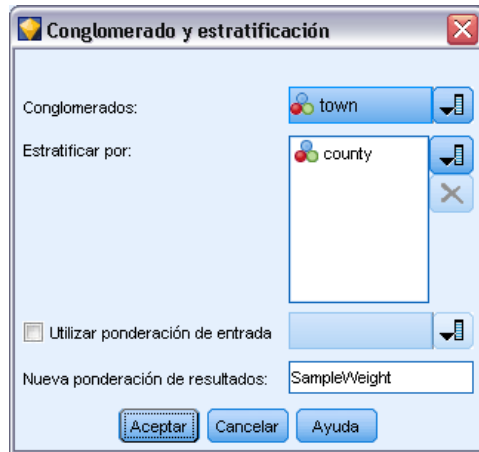 Conglomerado y estratificación
Conglomerados:
town
Estratificar por:
county
Utilizar ponderación de entrada
Nueva ponderación de resultados:
SampleWeight
Aceptar
Cancelar
Ayuda